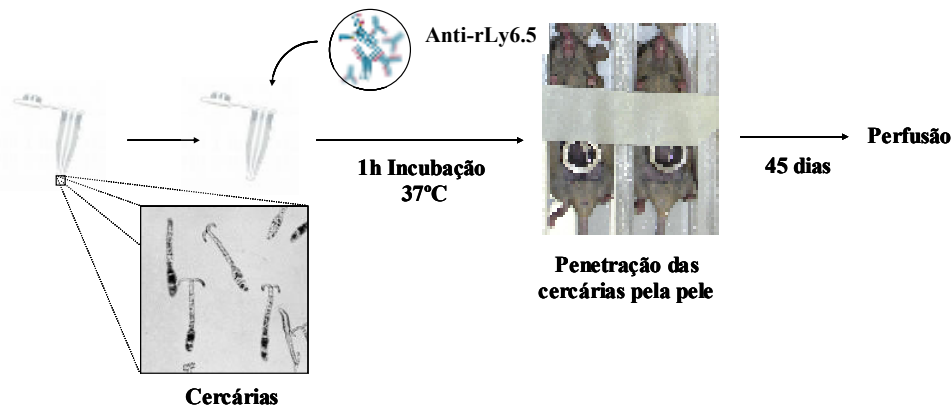 Anti-rLy6.5
1h Incubação
37ºC
45 dias
Perfusão
Penetração das
cercárias pela pele
Cercárias